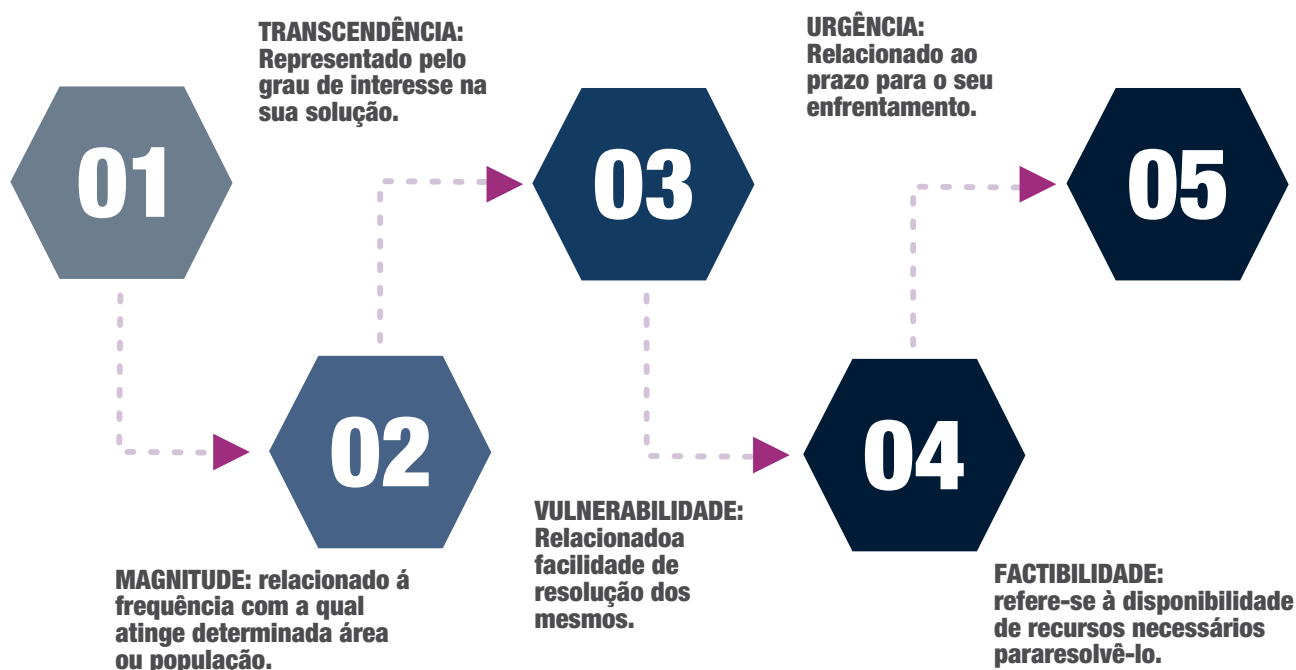 01
MAGNITUDE: relacionado á
frequência com a qual
atinge determinada área
ou população.
02
TRANSCENDÊNCIA:
Representado pelo
grau de interesse na
sua solução.
03
VULNERABILIDADE:
Relacionadoa
facilidade de
resolução dos
mesmos.
04
URGÊNCIA:
Relacionado ao
prazo para o seu
enfrentamento.
05
FACTIBILIDADE:
refere-se à disponibilidade
de recursos necessários
pararesolvê-lo.